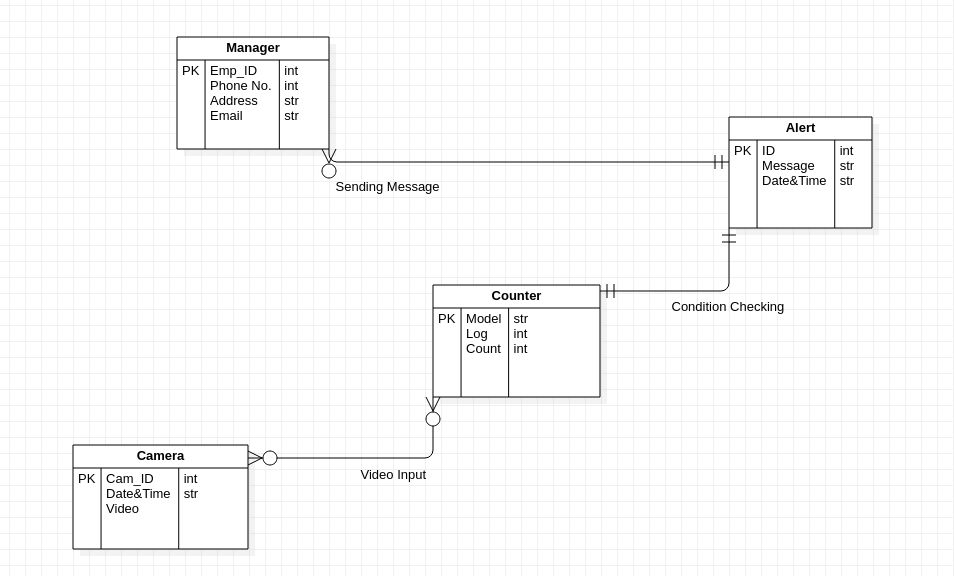 Manager
PK Emp_ID int
Phone No. int
Address str
Email str
Alert
PK ID int
Message str
Date&Time str
Sending Message
Counter
PK Model str
Log int
Count int
Condition Checking
Camera
PK Cam_ID int
Date&Time str
Video
Video Input